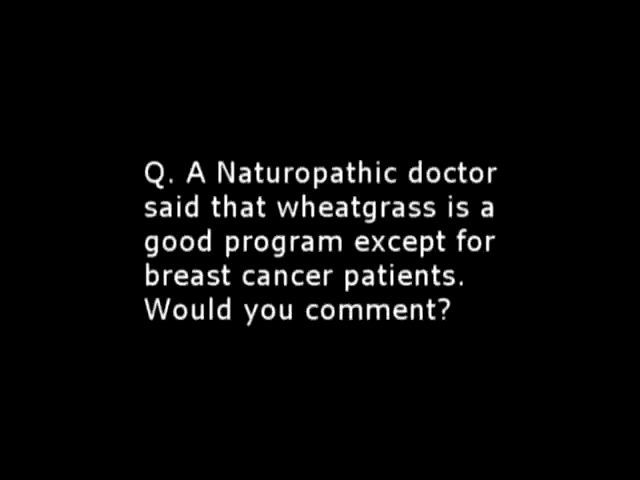 Q. A Naturopathic doctor
said that wheatgrass is a
good program except for
breast cancer patients.
Would you comment?